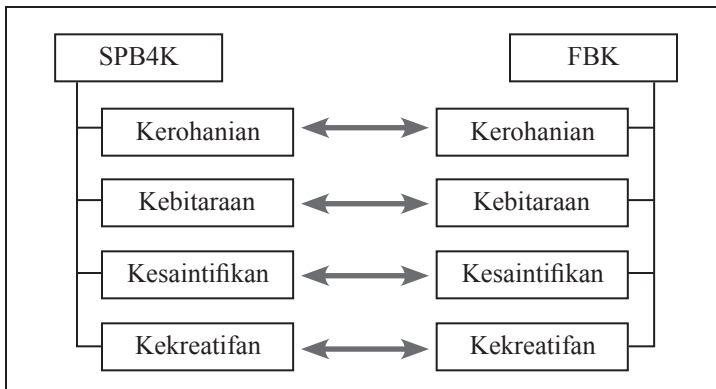 SPB4K
FBK
Kerohanian
Kerohanian
Kebitaraan
Kebitaraan
Kesaintifikan
Kesaintifikan
Kekreatifan
Kekreatifan